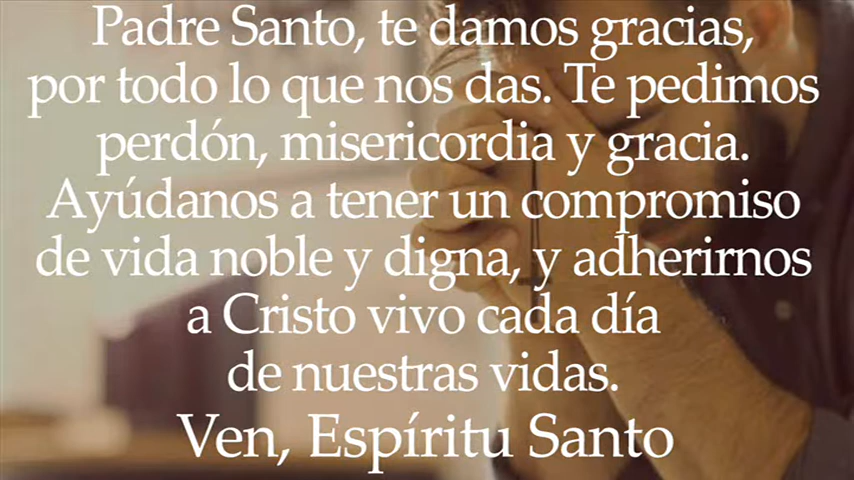 Padre Santo, te damos gracias,
por todo lo que nos das. Te pedimos
perdón, misericordia y gracia.
Ayúdanos a tener un compromiso
de vida noble y digna, y adherirnos
a Cristo vivo cada día
de nuestras vidas.
Ven, Espíritu Santo